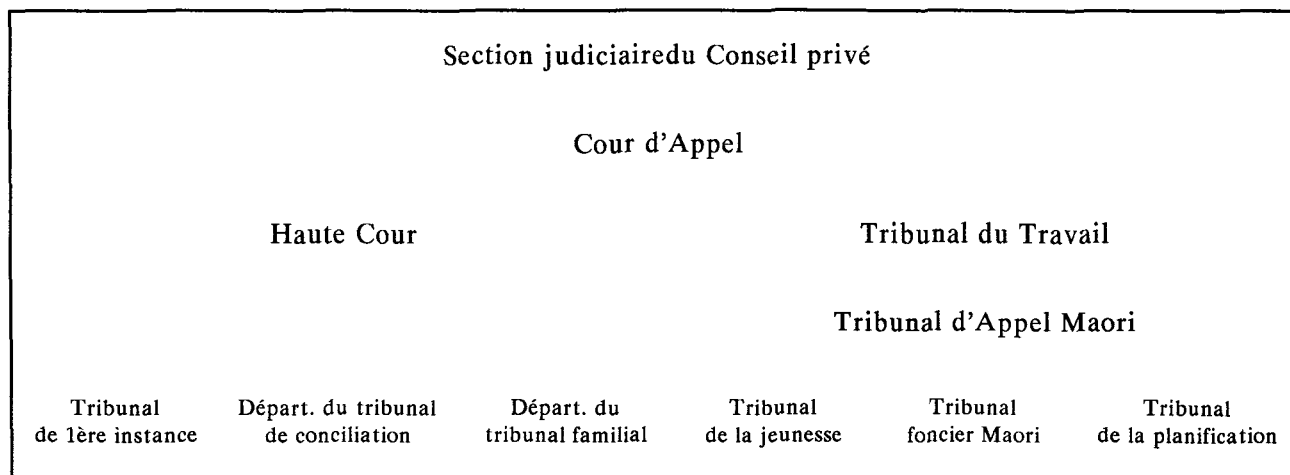 Section judiciairedu Conseil privé
Cour d'Appel
Haute Cour
Tribunal du Travail
Tribunal d'Appel Maori
Tribunal
de 1ère instance
Départ. du tribunal
de conciliation
Départ. du
tribunal familial
Tribunal
de la jeunesse
Tribunal
foncier Maori
Tribunal
de la planification